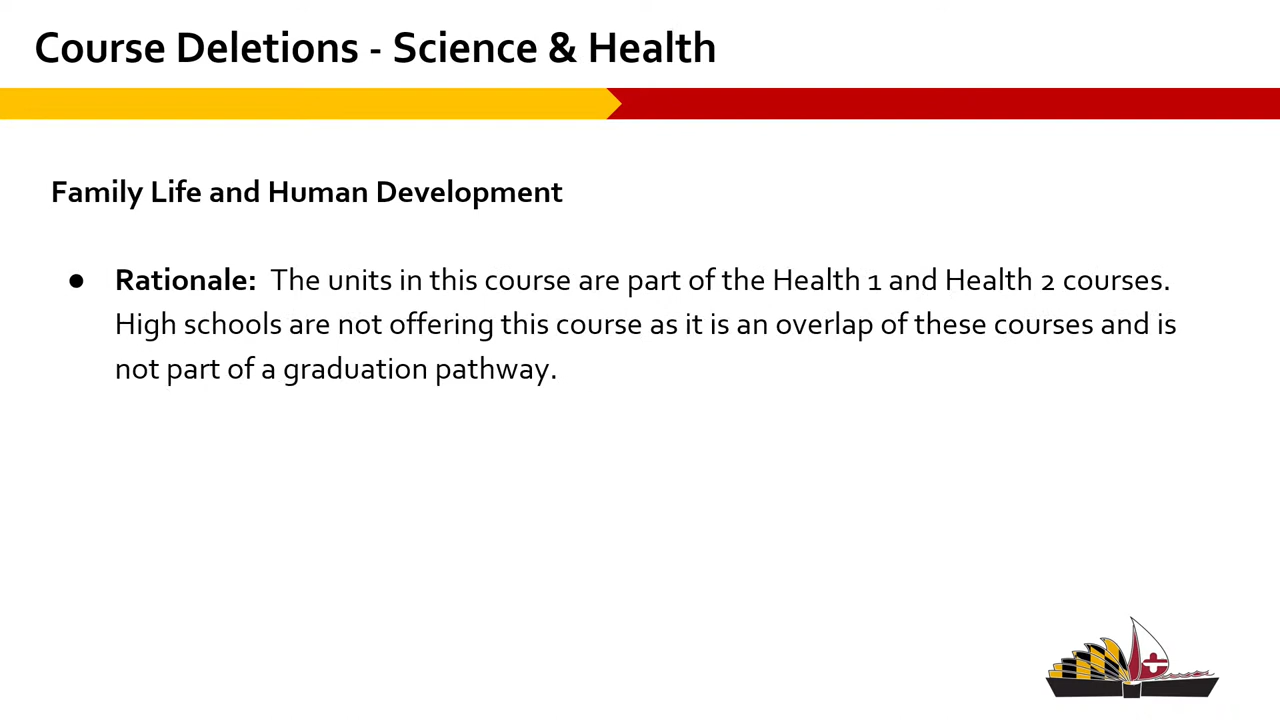 Course Deletions - Science & Health
Family Life and Human Development
● Rationale: The units in this course are part of the Health 1 and Health 2 courses.
High schools are not offering this course as it is an overlap of these courses and is
not part of a graduation pathway.